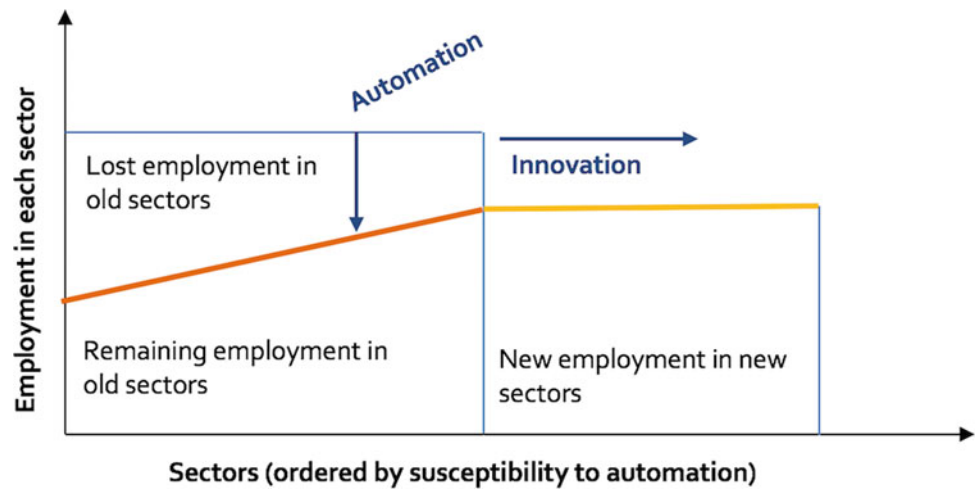 Automation
Employment in each sector
Lost employment in
old sectors
Innovation
Remaining employment in
old sectors
New employment in new
sectors
Sectors (ordered by susceptibility to automation)